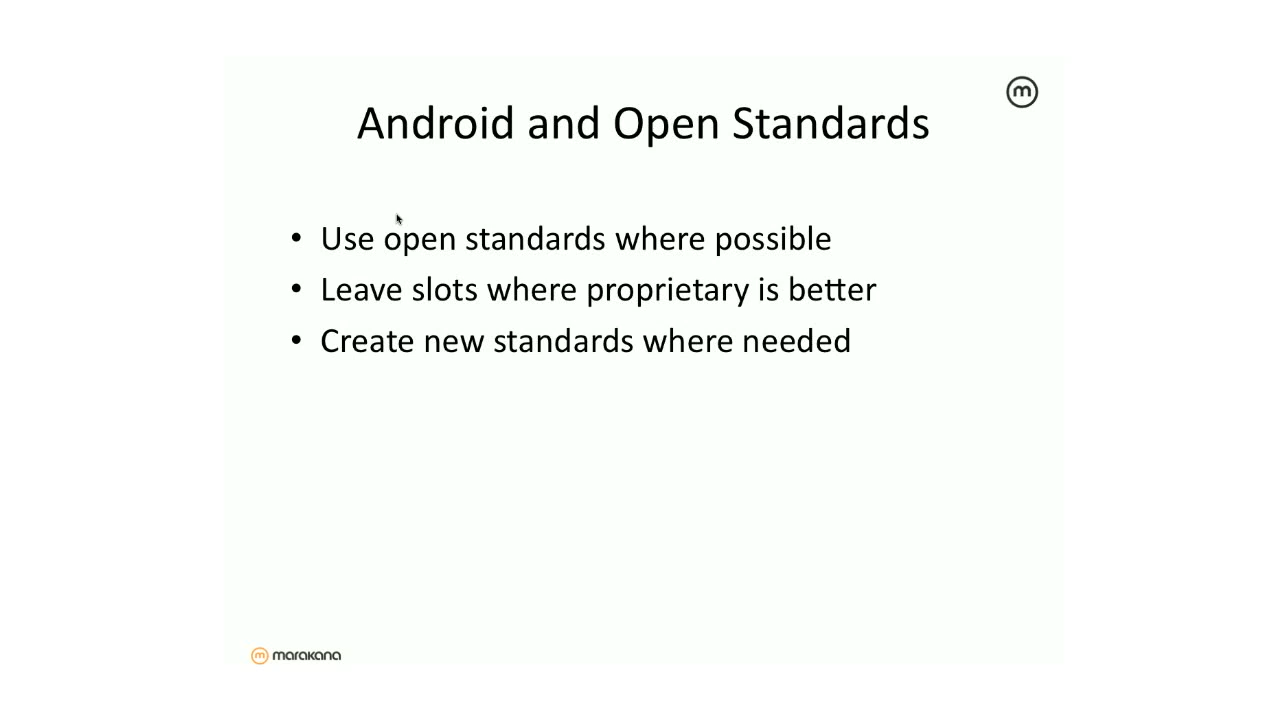 m
Android and Open Standards
• Use open standards where possible
• Leave slots where proprietary is better
• Create new standards where needed
m marakana